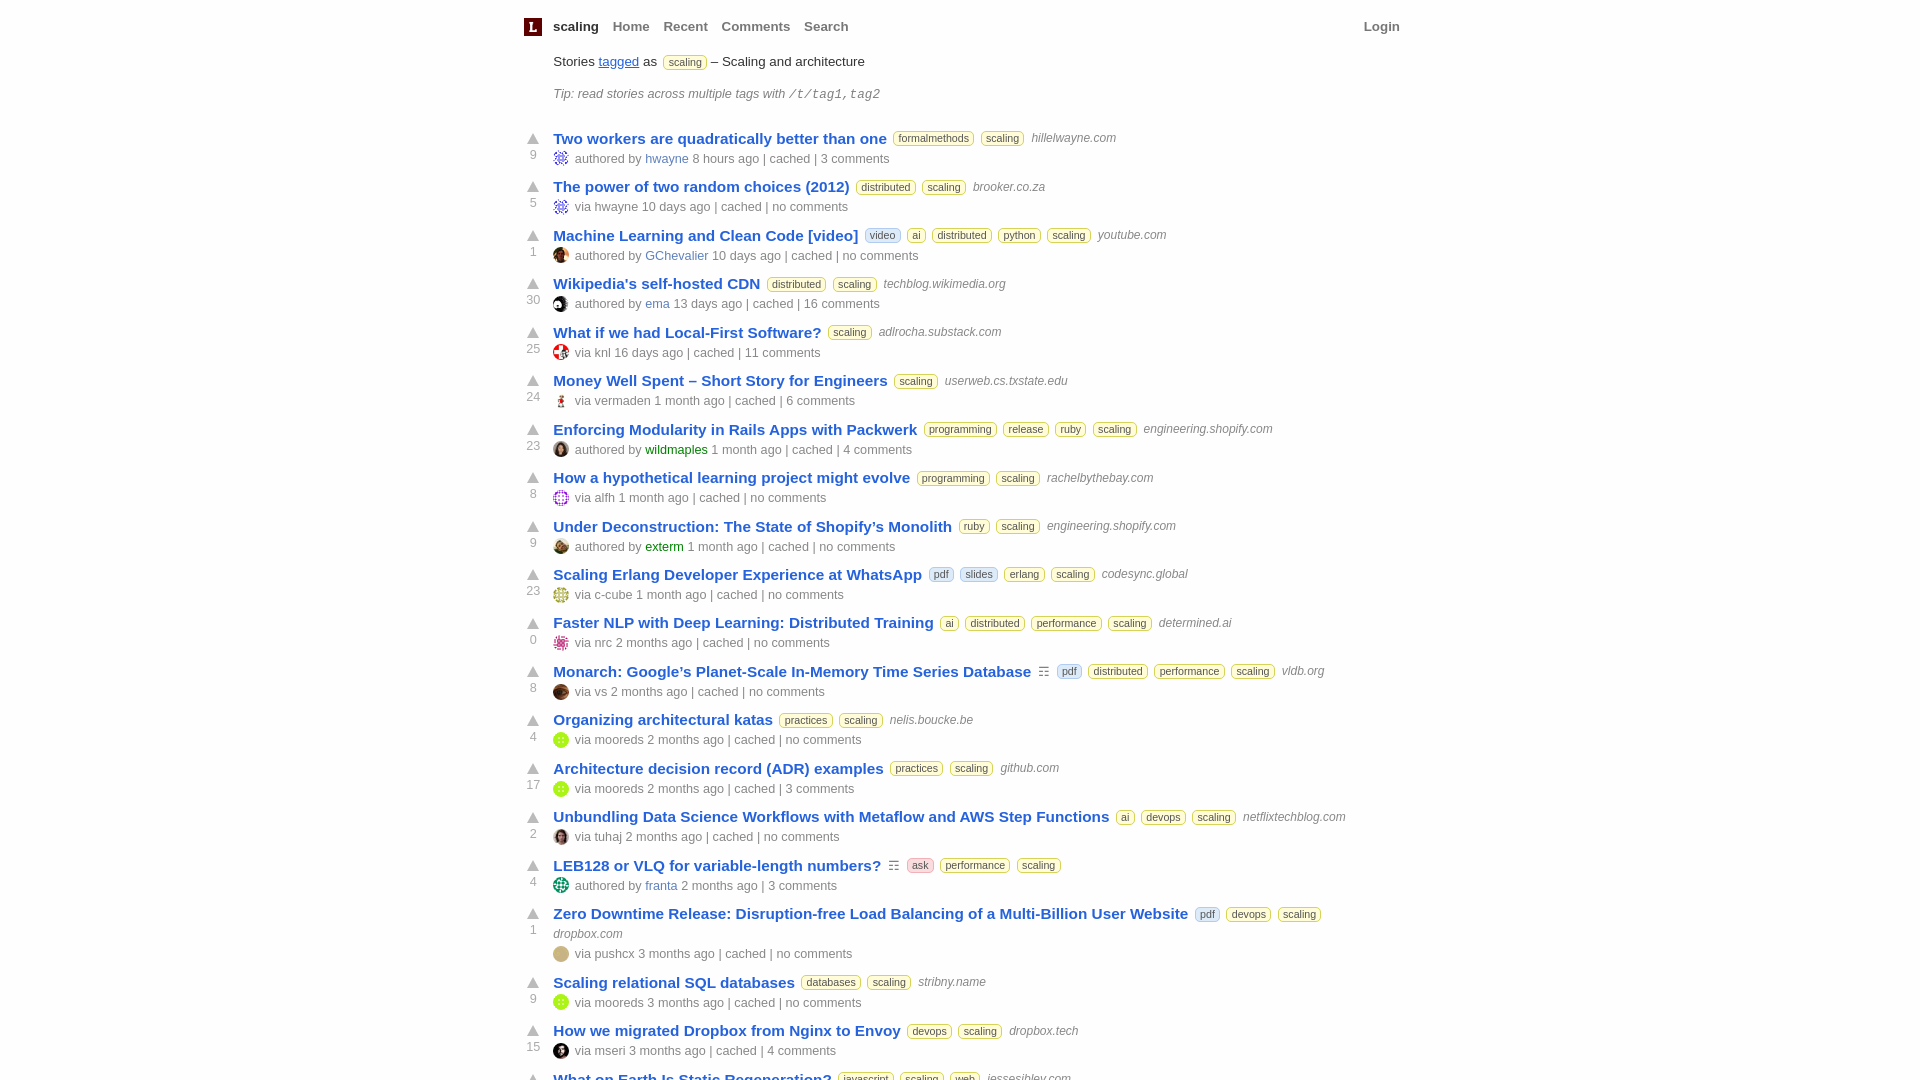 L scaling Home Recent Comments Search Login
Stories tagged as scaling – Scaling and architecture
Tip: read stories across multiple tags with /t/tag1,tag2
Two workers are quadratically better than one formalmethods scaling hillelwayne.com
9 authored by hwayne 8 hours ago | cached | 3 comments
The power of two random choices (2012) distributed scaling brooker.co.za
5 via hwayne 10 days ago | cached | no comments
Machine Learning and Clean Code [video] video ai distributed python scaling youtube.com
1 authored by GChevalier 10 days ago | cached | no comments
Wikipedia's self-hosted CDN distributed scaling techblog.wikimedia.org
30 authored by ema 13 days ago | cached | 16 comments
What if we had Local-First Software? scaling adlrocha.substack.com
25 via knl 16 days ago | cached | 11 comments
Money Well Spent – Short Story for Engineers scaling userweb.cs.txstate.edu
24 via vermaden 1 month ago | cached | 6 comments
Enforcing Modularity in Rails Apps with Packwerk programming release ruby scaling engineering.shopify.com
23 authored by wildmaples 1 month ago | cached | 4 comments
How a hypothetical learning project might evolve programming scaling rachelbythebay.com
8 via alfh 1 month ago | cached | no comments
Under Deconstruction: The State of Shopify’s Monolith ruby scaling engineering.shopify.com
9 authored by exterm 1 month ago | cached | no comments
Scaling Erlang Developer Experience at WhatsApp pdf slides erlang scaling codesync.global
23 via c-cube 1 month ago | cached | no comments
Faster NLP with Deep Learning: Distributed Training ai distributed performance scaling determined.ai
0 via nrc 2 months ago | cached | no comments
Monarch: Google’s Planet-Scale In-Memory Time Series Database ☶ pdf distributed performance scaling vldb.org
8 via vs 2 months ago | cached | no comments
Organizing architectural katas practices scaling nelis.boucke.be
4 via mooreds 2 months ago | cached | no comments
Architecture decision record (ADR) examples practices scaling github.com
17 via mooreds 2 months ago | cached | 3 comments
Unbundling Data Science Workflows with Metaflow and AWS Step Functions ai devops scaling netflixtechblog.com
2 via tuhaj 2 months ago | cached | no comments
LEB128 or VLQ for variable-length numbers? ☶ ask performance scaling
4 authored by franta 2 months ago | 3 comments
Zero Downtime Release: Disruption-free Load Balancing of a Multi-Billion User Website pdf devops scaling
1 dropbox.com
via pushcx 3 months ago | cached | no comments
Scaling relational SQL databases databases scaling stribny.name
9 via mooreds 3 months ago | cached | no comments
How we migrated Dropbox from Nginx to Envoy devops scaling dropbox.tech
15 via mseri 3 months ago | cached | 4 comments
What on Earth Is Static Regeneration? javascript scaling web jessesibley.com